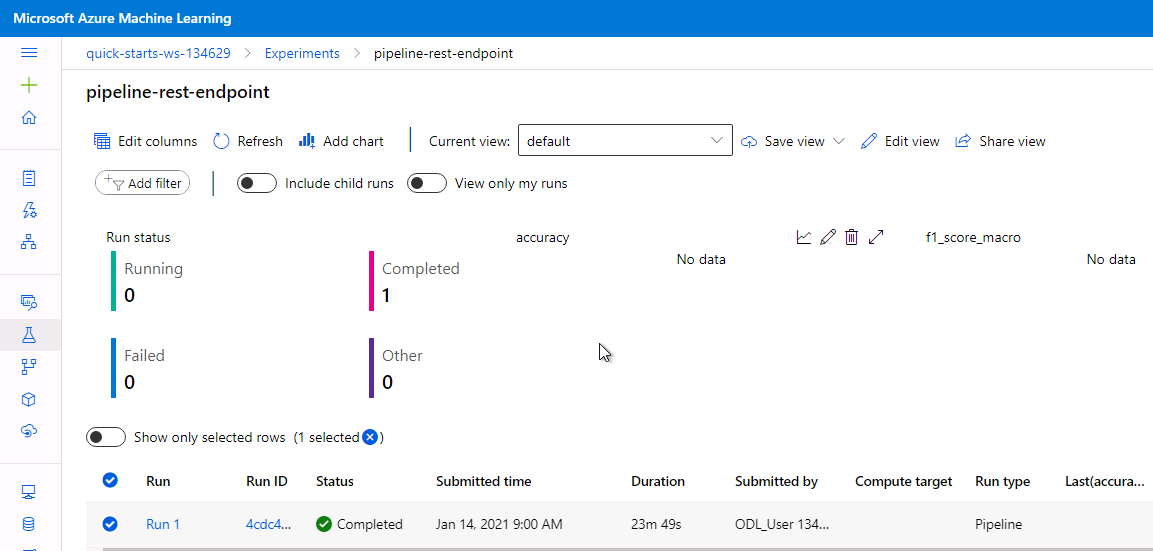 Microsoft Azure Machine Learning
quick-starts-ws-134629 > Experiments > pipeline-rest-endpoint
pipeline-rest-endpoint
Edit columns Refresh Add chart Current view: default Save view Edit view Share view
Add filter Include child runs View only my runs
Run status accuracy f1_score_macro
No data No data
Running Completed
0 1
Failed Other
0 0
Show only selected rows (1 selected )
Run Run ID Status Submitted time Duration Submitted by Compute target Run type Last(accura...
Run 1 4cdc4... Completed Jan 14, 2021 9:00 AM 23m 49s ODL_User 134... Pipeline